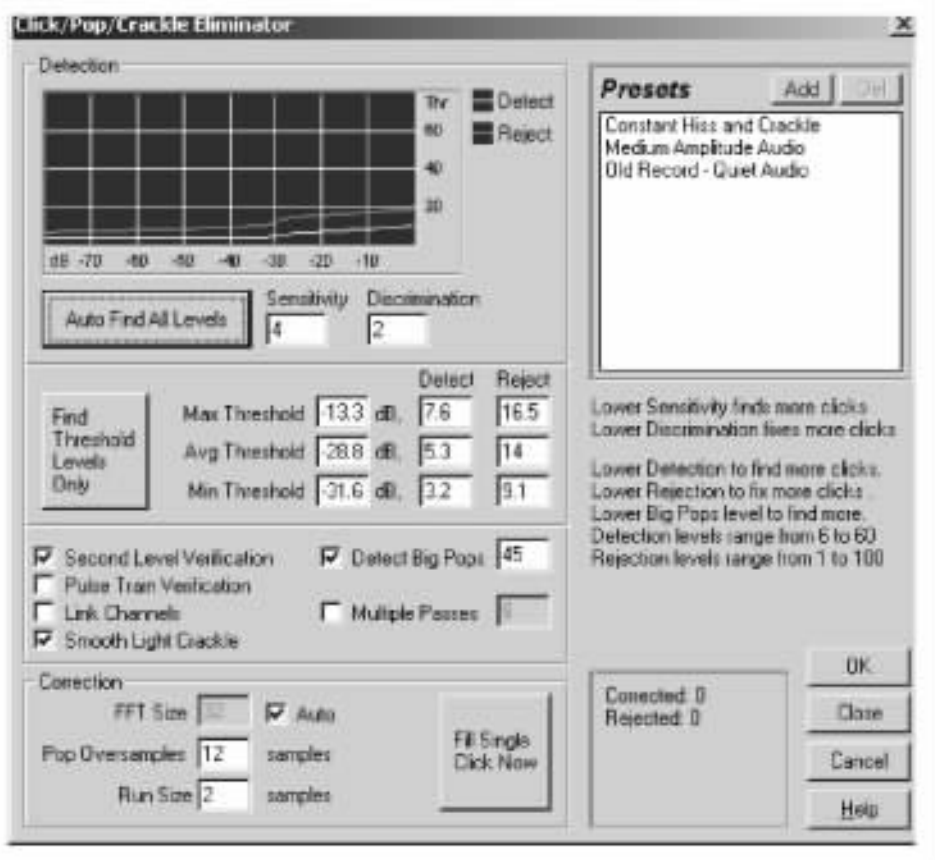 Click/Pop/Crackle Eliminator
Detection
Thr
60
40
20
dB -70 -60 -50 -40 -30 -20 -10
Detect
Reject
Auto Find All Levels
Sensitivity
4
Discrimination
2
Detect Reject
Find Threshold Levels Only
Max Threshold -13.3 dB, 7.6 16.5
Avg Threshold -28.8 dB, 5.3 14
Min Threshold -31.6 dB, 3.2 9.1
Second Level Verification
Pulse Train Verification
Link Channels
Smooth Light Crackle
Detect Big Pops 45
Multiple Passes
Correction
FFT Size
Auto
Pop Oversamples 12 samples
Run Size 2 samples
Fill Single
Click Now
Presets
Add
Del
Constant Hiss and Crackle
Medium Amplitude Audio
Old Record - Quiet Audio
Lower Sensitivity finds more clicks
Lower Discrimination fixes more clicks
Lower Detection to find more clicks.
Lower Rejection to fix more clicks.
Lower Big Pops level to find more.
Detection levels range from 6 to 60
Rejection levels range from 1 to 100
Corrected: 0
Rejected: 0
OK
Close
Cancel
Help